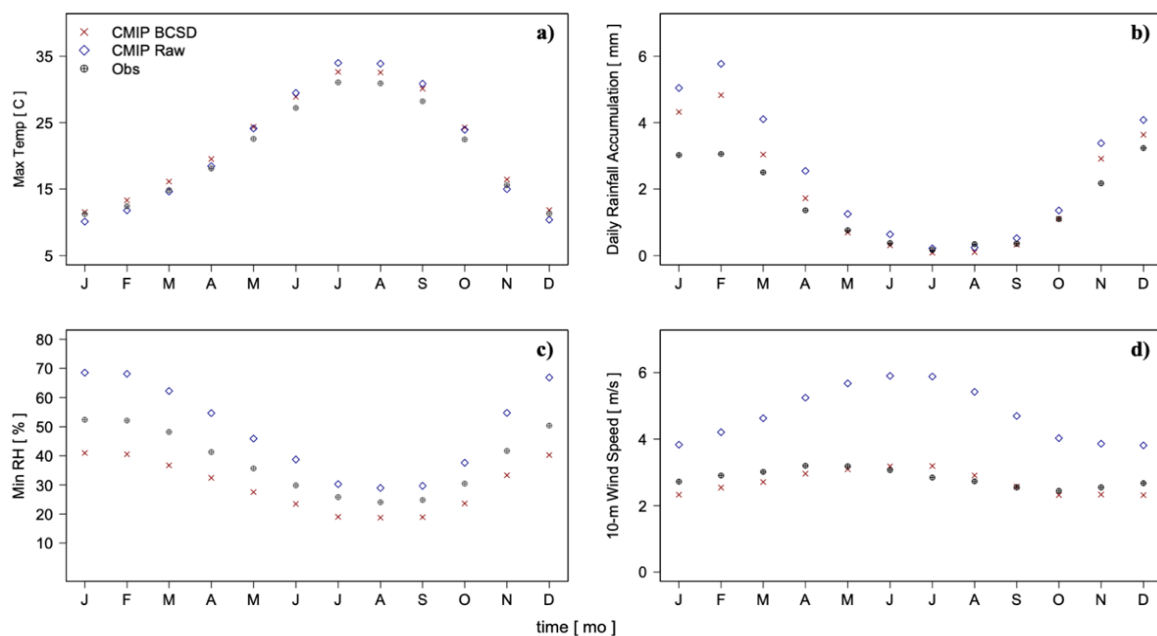 CMIP BCSD
CMIP Raw
Obs
a)
Max Temp [ C ]
35
25
15
5
J F M A M J J A S O N D
b)
Daily Rainfall Accumulation [ mm ]
6
4
2
0
J F M A M J J A S O N D
c)
Min RH [ % ]
80
70
60
50
40
30
20
10
J F M A M J J A S O N D
d)
10-m Wind Speed [ m/s ]
6
4
2
0
J F M A M J J A S O N D
time [ mo ]